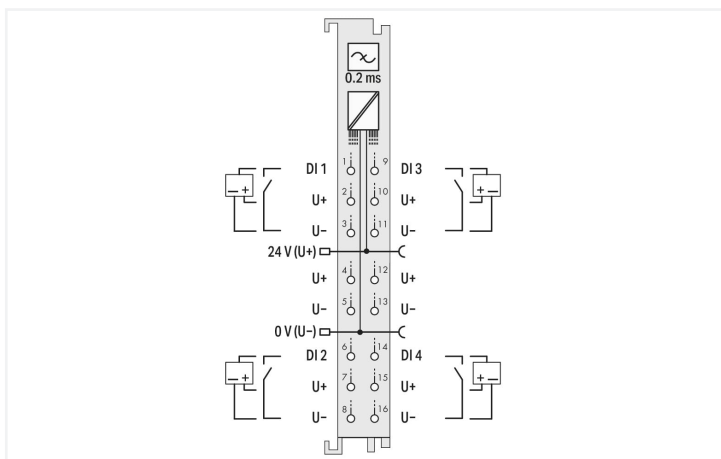 0.2 ms
DI 1 1 9 DI 3
U+ 2 10 U+
U− 3 11 U−
24 V (U+)
U+ 4 12 U+
U− 5 13 U−
0 V (U−)
DI 2 6 14 DI 4
U+ 7 15 U+
U− 8 16 U−
− +
− +
− +
− +